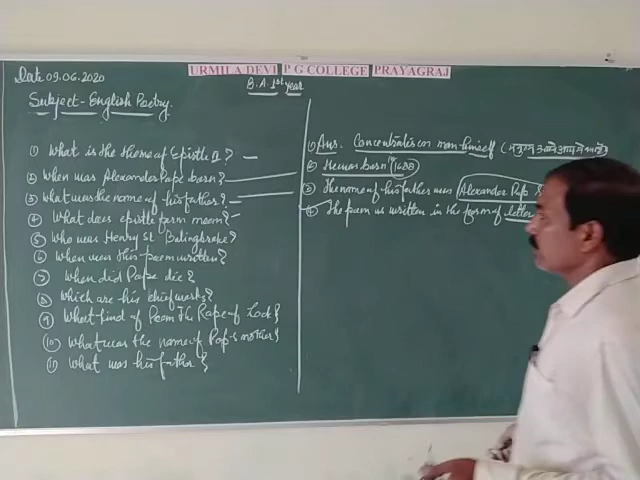 Date 09.06.2020
URMILA DEVI P G COLLEGE PRAYAGRAJ
B.A. 1st year
Subject-English Poetry.
① What is the theme of Epistle II?
② When was Alexander Pope born?
③ What was the name of his father?
④ What does epistle form mean?
⑤ Who was Henry St Bolingbroke?
⑥ When was this poem written?
⑦ When did Pope die?
⑧ Which are his chief works?
⑨ What kind of Poem The Rape of Lock?
⑩ What was the name of Pope's mother?
⑪ What was his father?
① Ans. Concentrates on man himself (मनुष्य अपने आप में
② He was born in 1688
③ The name of his father was Alexander Pope
④ The poem is written in the form of letter